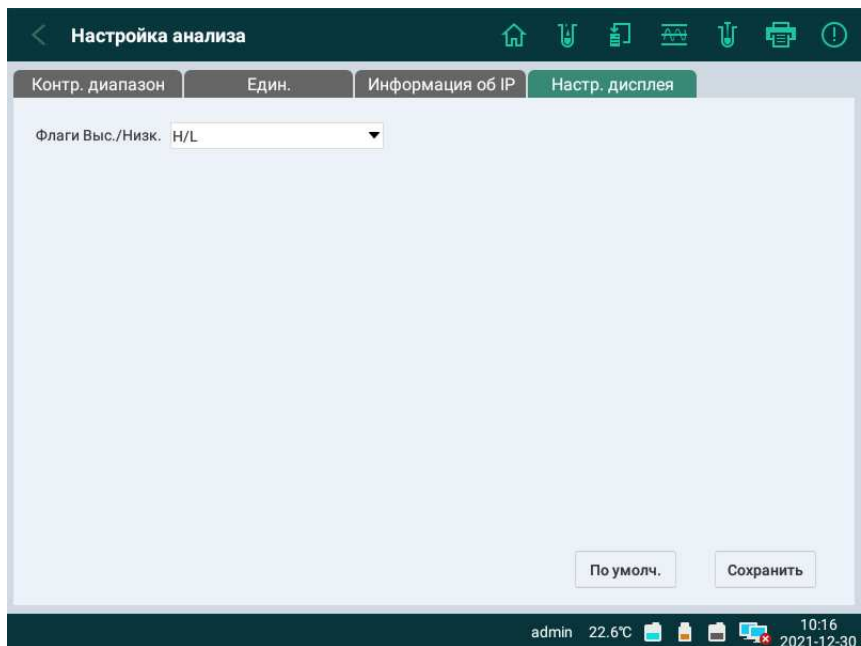 Настройка анализа
Контр. диапазон Един. Информация об IP Настр. дисплея
Флаги Выс./Низк. H/L
По умолч. Сохранить
admin 22.6℃ 10:16
2021-12-30